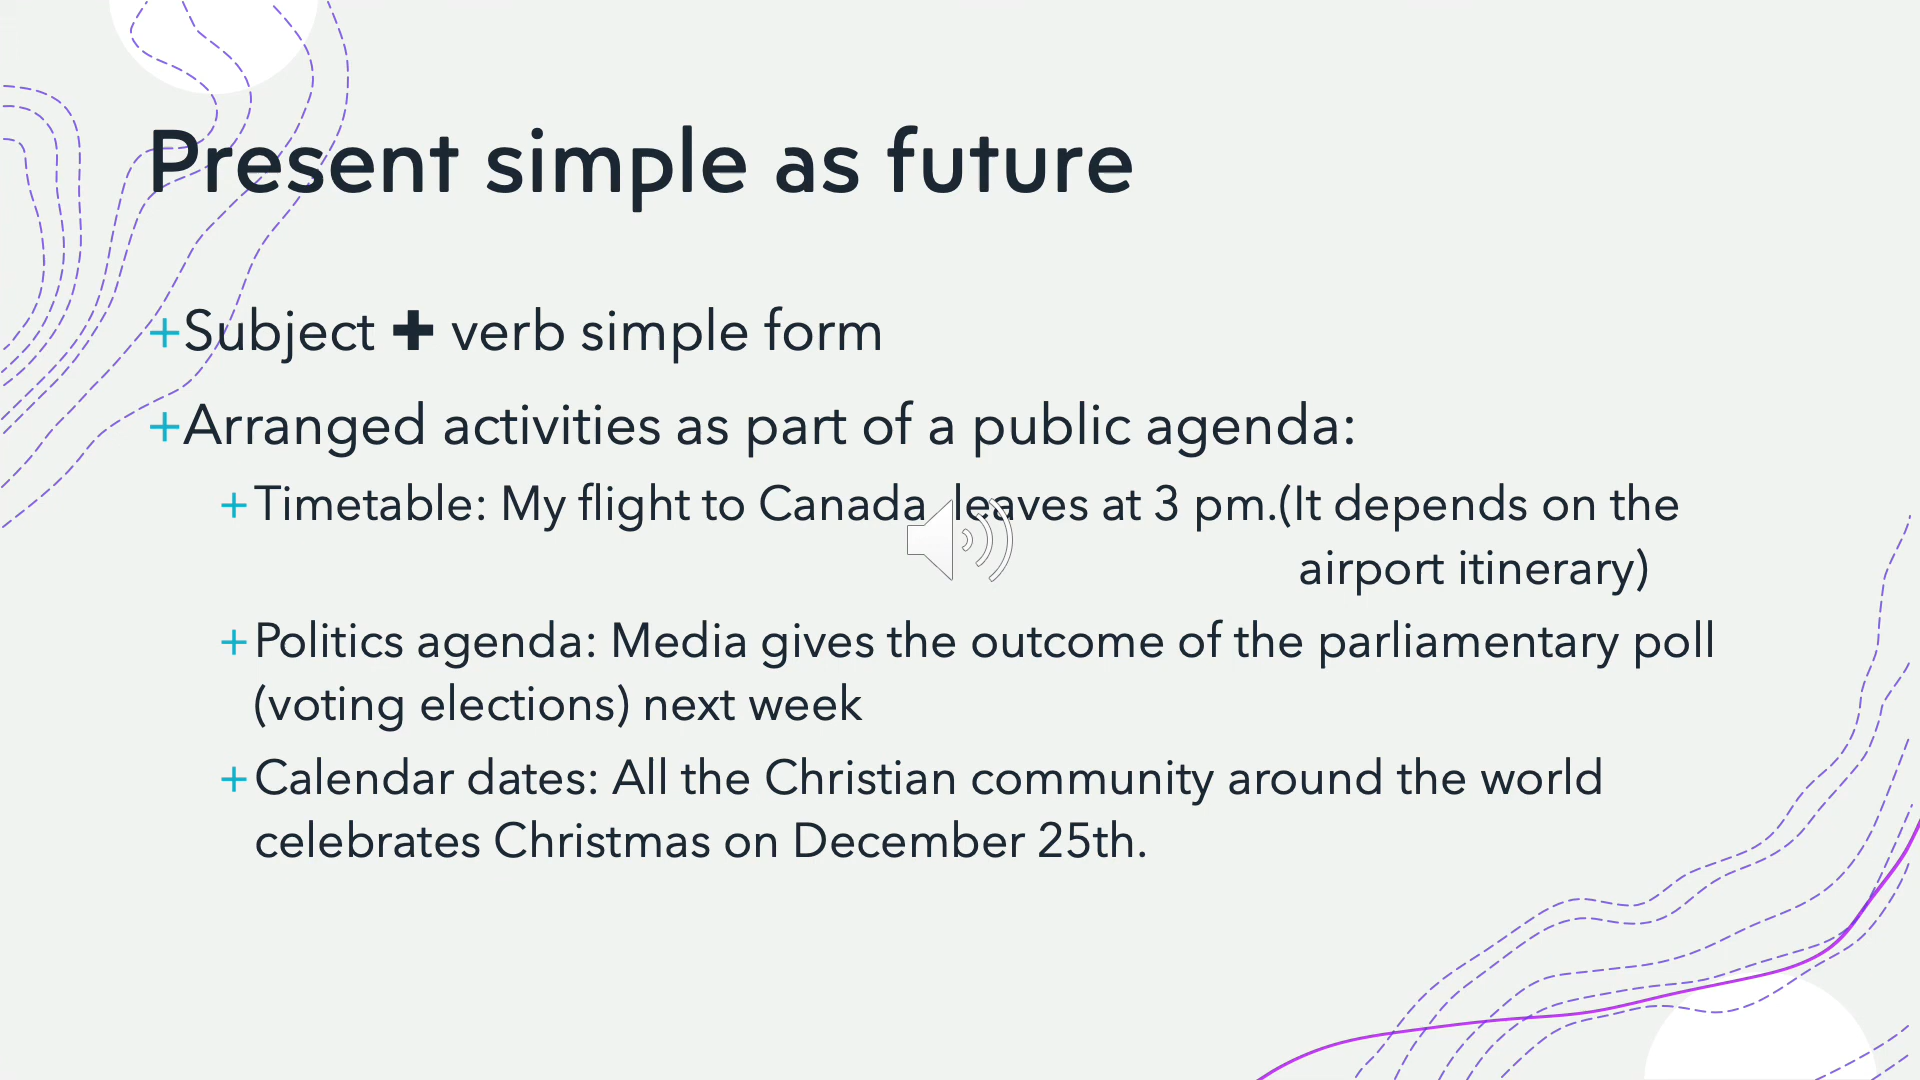 Present simple as future
+Subject ✚ verb simple form
+Arranged activities as part of a public agenda:
+Timetable: My flight to Canada leaves at 3 pm.(It depends on the
airport itinerary)
+Politics agenda: Media gives the outcome of the parliamentary poll
(voting elections) next week
+Calendar dates: All the Christian community around the world
celebrates Christmas on December 25th.